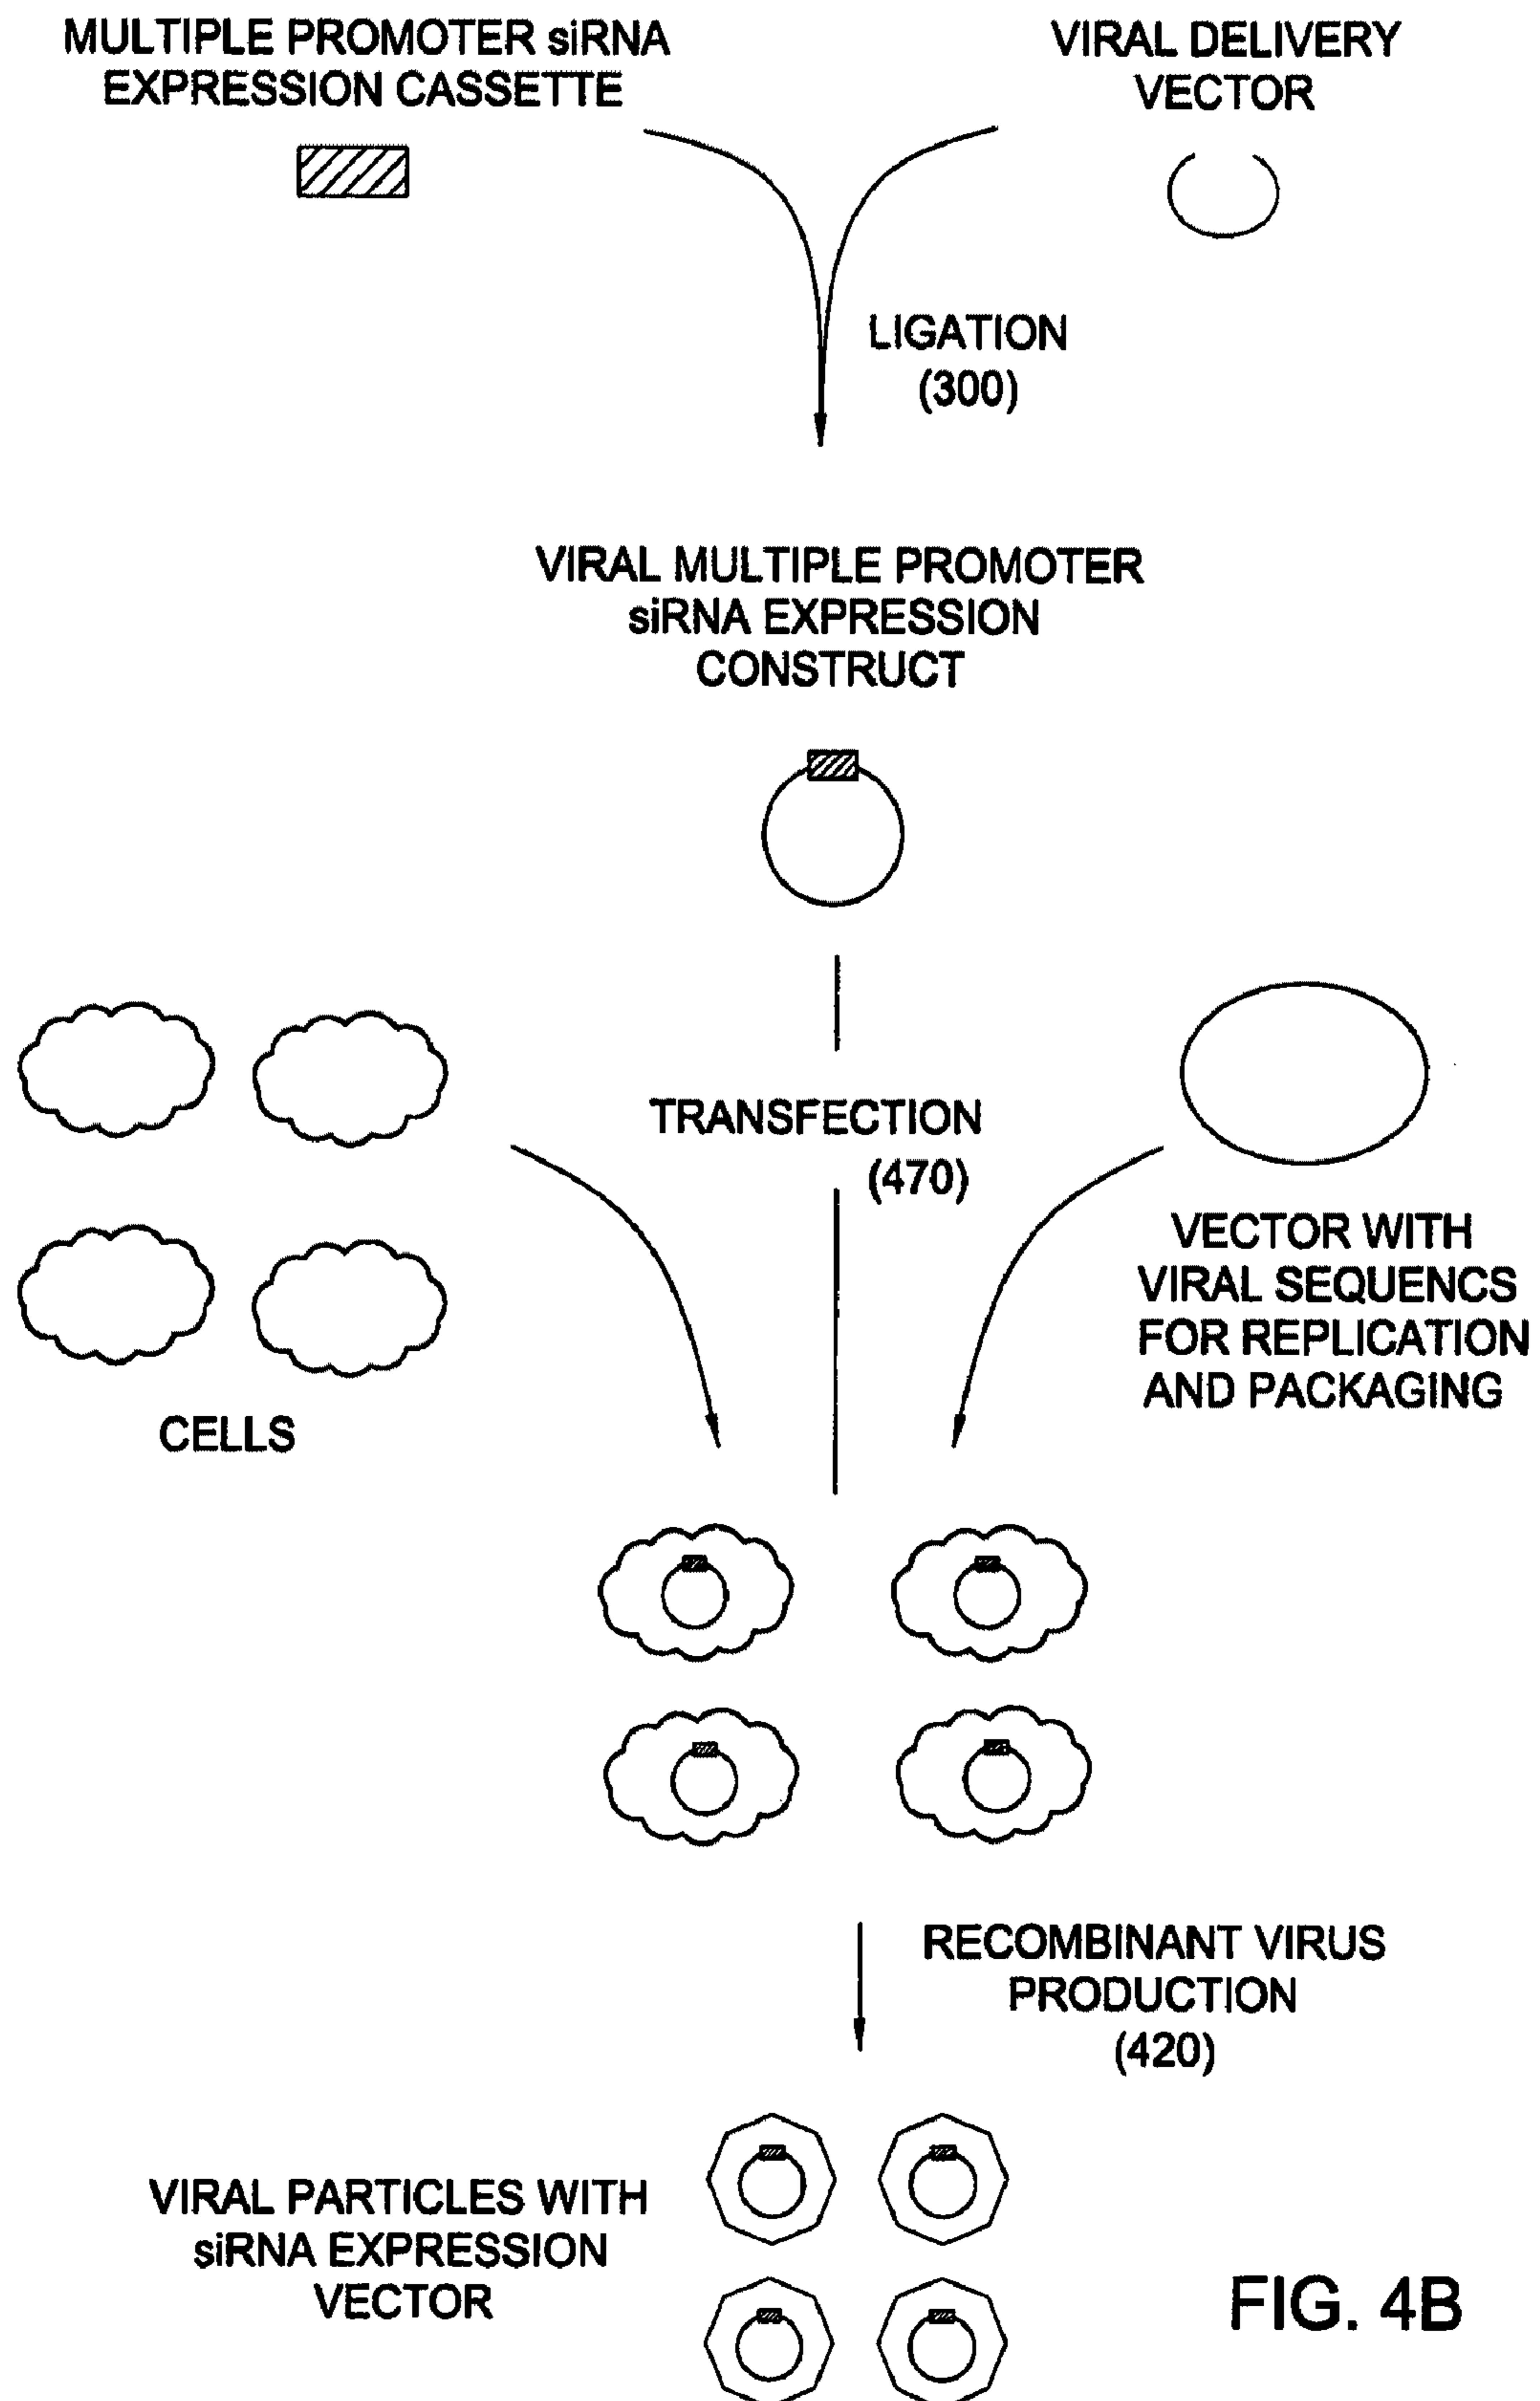 MULTIPLE PROMOTER siRNA
EXPRESSION CASSETTE
VIRAL DELIVERY
VECTOR
LIGATION
(300)
VIRAL MULTIPLE PROMOTER
siRNA EXPRESSION
CONSTRUCT
TRANSFECTION
(470)
CELLS
VECTOR WITH
VIRAL SEQUENCS
FOR REPLICATION
AND PACKAGING
RECOMBINANT VIRUS
PRODUCTION
(420)
VIRAL PARTICLES WITH
siRNA EXPRESSION
VECTOR
FIG. 4B